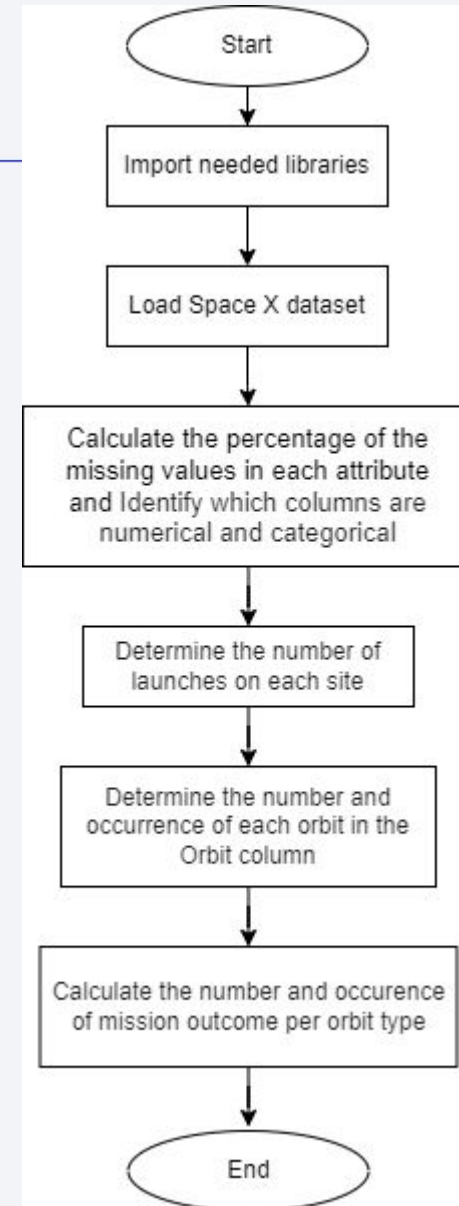 Start
Import needed libraries
Load Space X dataset
Calculate the percentage of the
missing values in each attribute
and Identify which columns are
numerical and categorical
Determine the number of
launches on each site
Determine the number and
occurrence of each orbit in the
Orbit column
Calculate the number and occurence
of mission outcome per orbit type
End